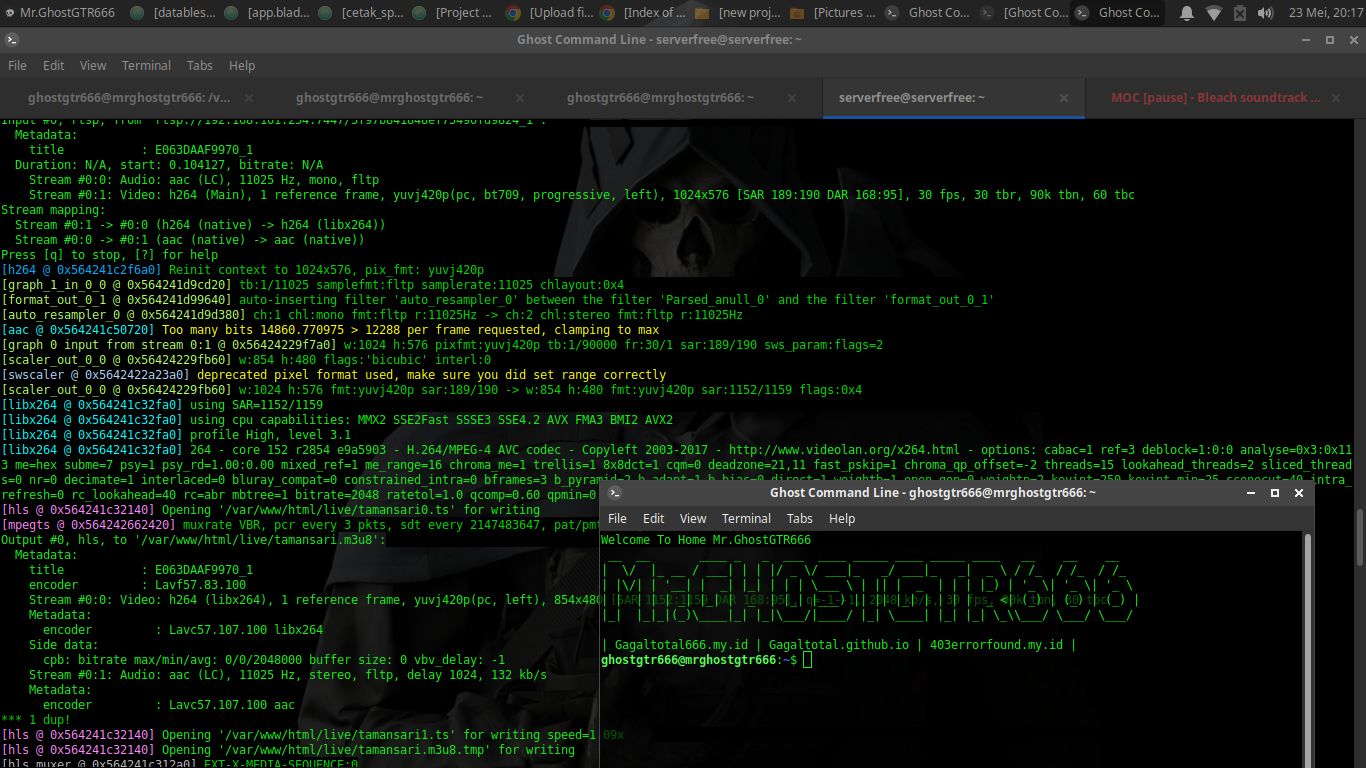 Mr.GhostGTR666 [databales... [app.blad... [cetak_sp... [Project ... [Upload fi... [Index of ... [new proj... [Pictures ... Ghost Co... [Ghost Co... Ghost Co... 23 Mei, 20:17
Ghost Command Line - serverfree@serverfree: ~
File Edit View Terminal Tabs Help
ghostgtr666@mrghostgtr666: /v... ghostgtr666@mrghostgtr666: ~ ghostgtr666@mrghostgtr666: ~ serverfree@serverfree: ~ MOC [pause] - Bleach soundtrack ...
Metadata:
title : E063DAAF9970_1
Duration: N/A, start: 0.104127, bitrate: N/A
Stream #0:0: Audio: aac (LC), 11025 Hz, mono, fltp
Stream #0:1: Video: h264 (Main), 1 reference frame, yuvj420p(pc, bt709, progressive, left), 1024x576 [SAR 189:190 DAR 168:95], 30 fps, 30 tbr, 90k tbn, 60 tbc
Stream mapping:
Stream #0:1 -> #0:0 (h264 (native) -> h264 (libx264))
Stream #0:0 -> #0:1 (aac (native) -> aac (native))
Press [q] to stop, [?] for help
[h264 @ 0x564241c2f6a0] Reinit context to 1024x576, pix_fmt: yuvj420p
[graph_1_in_0_0 @ 0x564241d9cd20] tb:1/11025 samplefmt:fltp samplerate:11025 chlayout:0x4
[format_out_0_1 @ 0x564241d99640] auto-inserting filter 'auto_resampler_0' between the filter 'Parsed_anull_0' and the filter 'format_out_0_1'
[auto_resampler_0 @ 0x564241d9d380] ch:1 chl:mono fmt:fltp r:11025Hz -> ch:2 chl:stereo fmt:fltp r:11025Hz
[aac @ 0x564241c50720] Too many bits 14860.770975 > 12288 per frame requested, clamping to max
[graph 0 input from stream 0:1 @ 0x56424229f7a0] w:1024 h:576 pixfmt:yuvj420p tb:1/90000 fr:30/1 sar:189/190 sws_param:flags=2
[scaler_out_0_0 @ 0x56424229fb60] w:854 h:480 flags:'bicubic' interl:0
[swscaler @ 0x5642422a23a0] deprecated pixel format used, make sure you did set range correctly
[scaler_out_0_0 @ 0x56424229fb60] w:1024 h:576 fmt:yuvj420p sar:189/190 -> w:854 h:480 fmt:yuvj420p sar:1152/1159 flags:0x4
[libx264 @ 0x564241c32fa0] using SAR=1152/1159
[libx264 @ 0x564241c32fa0] using cpu capabilities: MMX2 SSE2Fast SSSE3 SSE4.2 AVX FMA3 BMI2 AVX2
[libx264 @ 0x564241c32fa0] profile High, level 3.1
[libx264 @ 0x564241c32fa0] 264 - core 152 r2854 e9a5903 - H.264/MPEG-4 AVC codec - Copyleft 2003-2017 - http://www.videolan.org/x264.html - options: cabac=1 ref=3 deblock=1:0:0 analyse=0x3:0x11
3 me=hex subme=7 psy=1 psy_rd=1.00:0.00 mixed_ref=1 me_range=16 chroma_me=1 trellis=1 8x8dct=1 cqm=0 deadzone=21,11 fast_pskip=1 chroma_qp_offset=-2 threads=15 lookahead_threads=2 sliced_thread
s=0 nr=0 decimate=1 interlaced=0 bluray_compat=0 constrained_intra=0 bframes=3 b_pyramid=2 b_adapt=1 b_bias=0 direct=1 weightb=1 open_gop=0 weightp=2 keyint=250 keyint_min=25 scenecut=40 intra_
refresh=0 rc_lookahead=40 rc=abr mbtree=1 bitrate=2048 ratetol=1.0 qcomp=0.60 qpmin=0
[hls @ 0x564241c32140] Opening '/var/www/html/live/tamansari0.ts' for writing
[mpegts @ 0x564242662420] muxrate VBR, pcr every 3 pkts, sdt every 2147483647, pat/pmt
Output #0, hls, to '/var/www/html/live/tamansari.m3u8':
Metadata:
title : E063DAAF9970_1
encoder : Lavf57.83.100
Stream #0:0: Video: h264 (libx264), 1 reference frame, yuvj420p(pc, left), 854x480 [SAR 1152:1159 DAR 168:95], q=-1--1, 2048 kb/s, 30 fps, 90k tbn, 30 tbc
Metadata:
encoder : Lavc57.107.100 libx264
Side data:
cpb: bitrate max/min/avg: 0/0/2048000 buffer size: 0 vbv_delay: -1
Stream #0:1: Audio: aac (LC), 11025 Hz, stereo, fltp, delay 1024, 132 kb/s
Metadata:
encoder : Lavc57.107.100 aac
*** 1 dup!
[hls @ 0x564241c32140] Opening '/var/www/html/live/tamansari1.ts' for writing speed=1.09x
[hls @ 0x564241c32140] Opening '/var/www/html/live/tamansari.m3u8.tmp' for writing
[hls muxer @ 0x564241c312a0] EXT-X-MEDIA-SEQUENCE:0
Ghost Command Line - ghostgtr666@mrghostgtr666: ~
File Edit View Terminal Tabs Help
Welcome To Home Mr.GhostGTR666
Mr.GHOSTGTR666
| Gagaltotal666.my.id | Gagaltotal.github.io | 403errorfound.my.id |
ghostgtr666@mrghostgtr666:~$